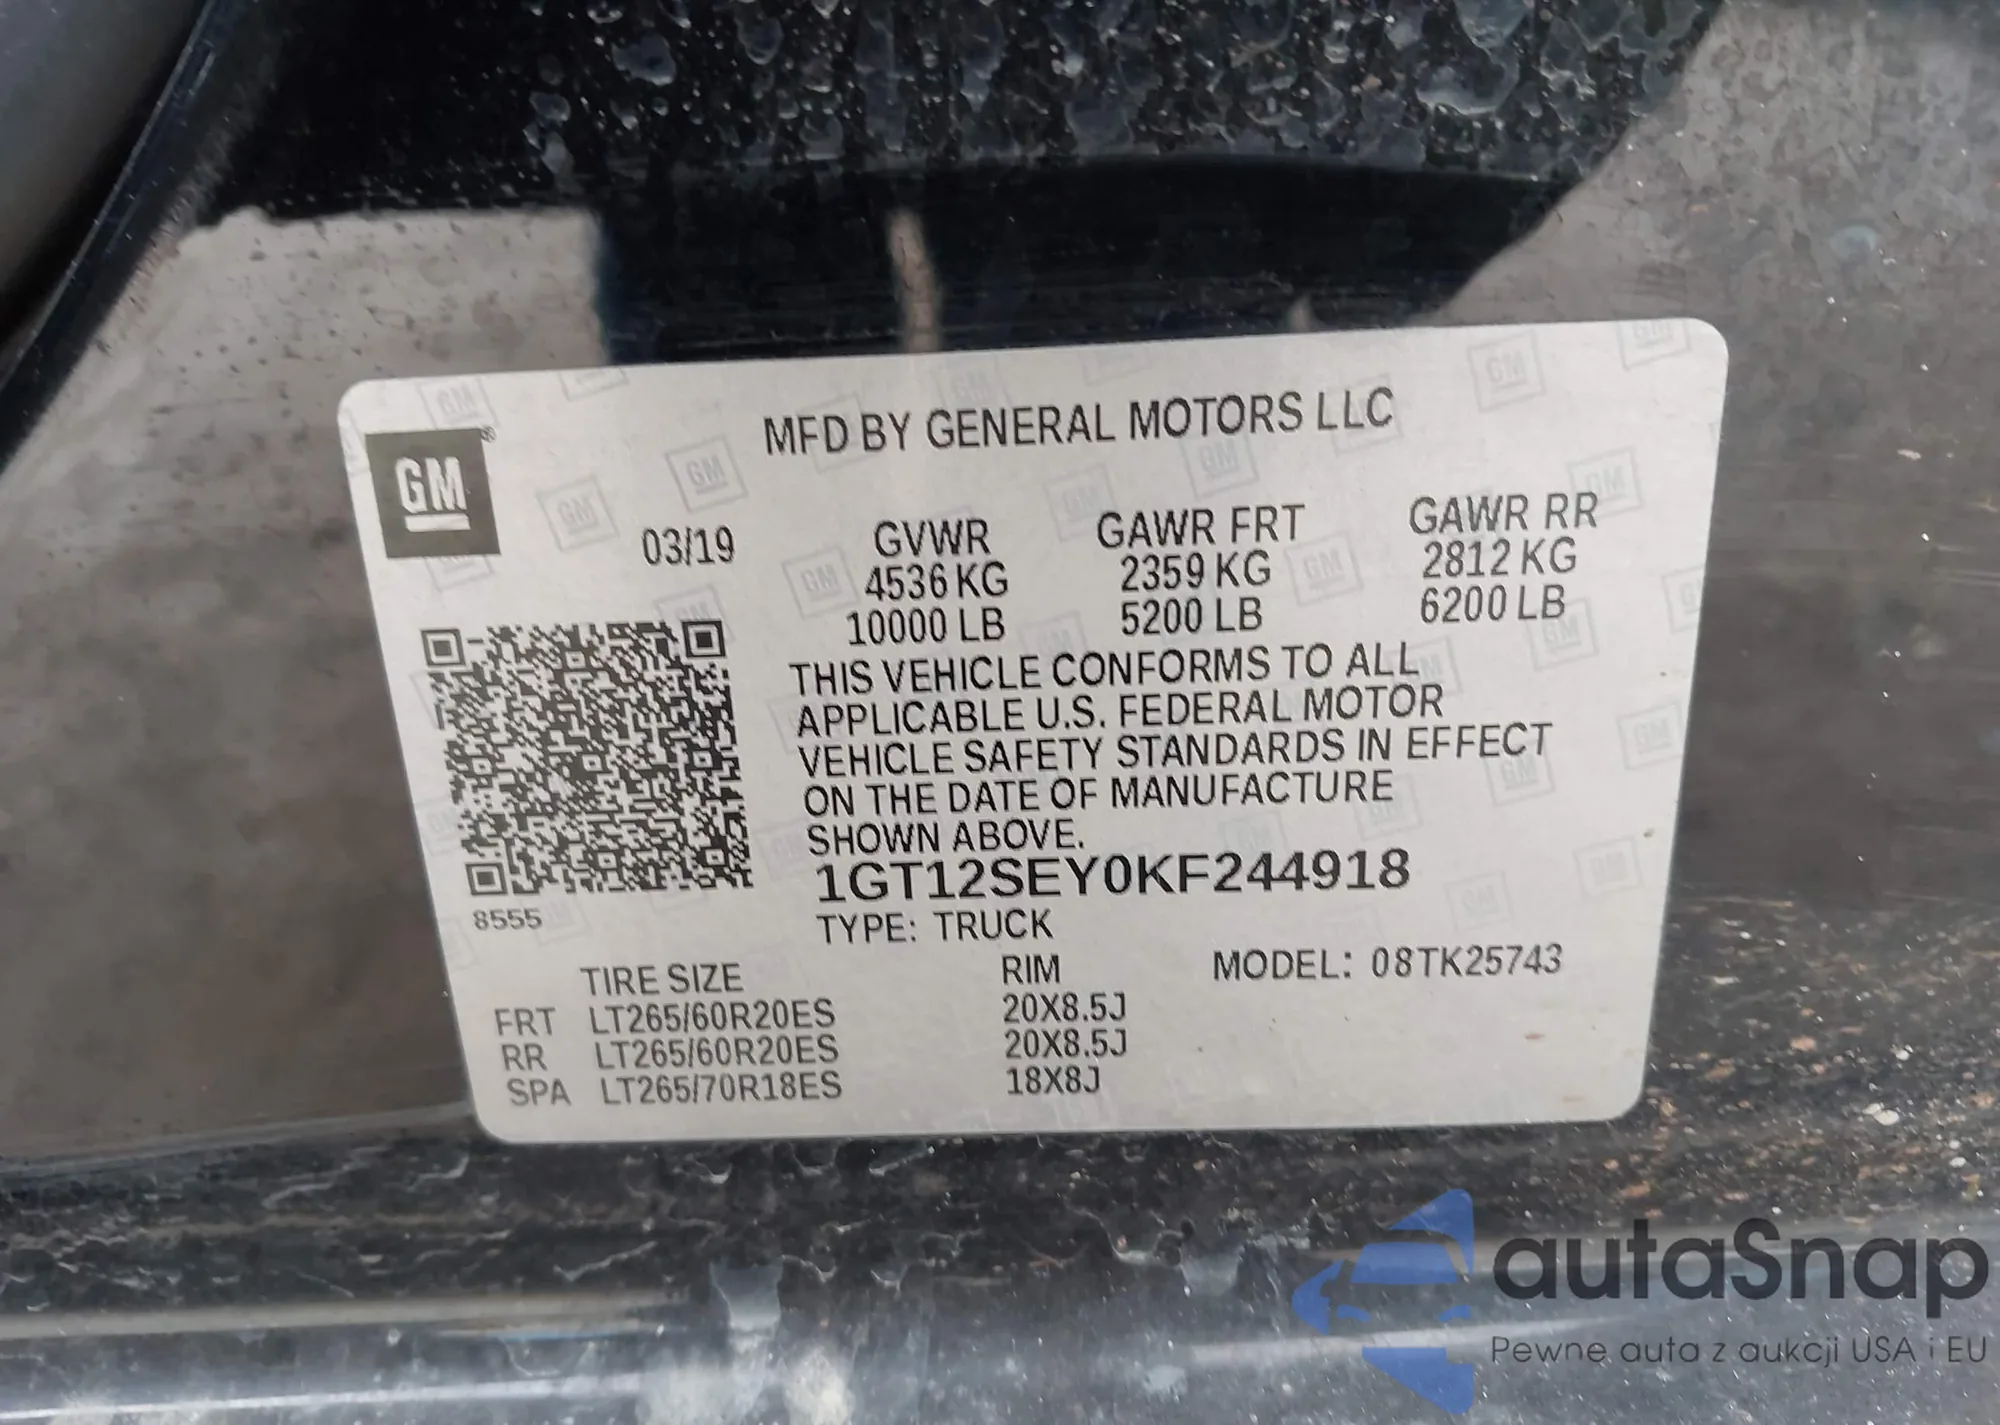 MFD BY GENERAL MOTORS LLC
GM®
03/19 GVWR GAWR FRT GAWR RR
4536 KG 2359 KG 2812 KG
10000 LB 5200 LB 6200 LB
THIS VEHICLE CONFORMS TO ALL
APPLICABLE U.S. FEDERAL MOTOR
VEHICLE SAFETY STANDARDS IN EFFECT
ON THE DATE OF MANUFACTURE
SHOWN ABOVE.
1GT12SEY0KF244918
8555
TYPE: TRUCK
TIRE SIZE RIM MODEL: 08TK25743
FRT LT265/60R20ES 20X8.5J
RR LT265/60R20ES 20X8.5J
SPA LT265/70R18ES 18X8J
autaSnap
Pewne auta z aukcji USA i EU